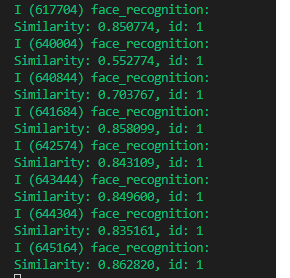 I (617704) face_recognition:
Similarity: 0.850774, id: 1
I (640004) face_recognition:
Similarity: 0.552774, id: 1
I (640844) face_recognition:
Similarity: 0.703767, id: 1
I (641684) face_recognition:
Similarity: 0.858099, id: 1
I (642574) face_recognition:
Similarity: 0.843109, id: 1
I (643444) face_recognition:
Similarity: 0.849600, id: 1
I (644304) face_recognition:
Similarity: 0.835161, id: 1
I (645164) face_recognition:
Similarity: 0.862820, id: 1